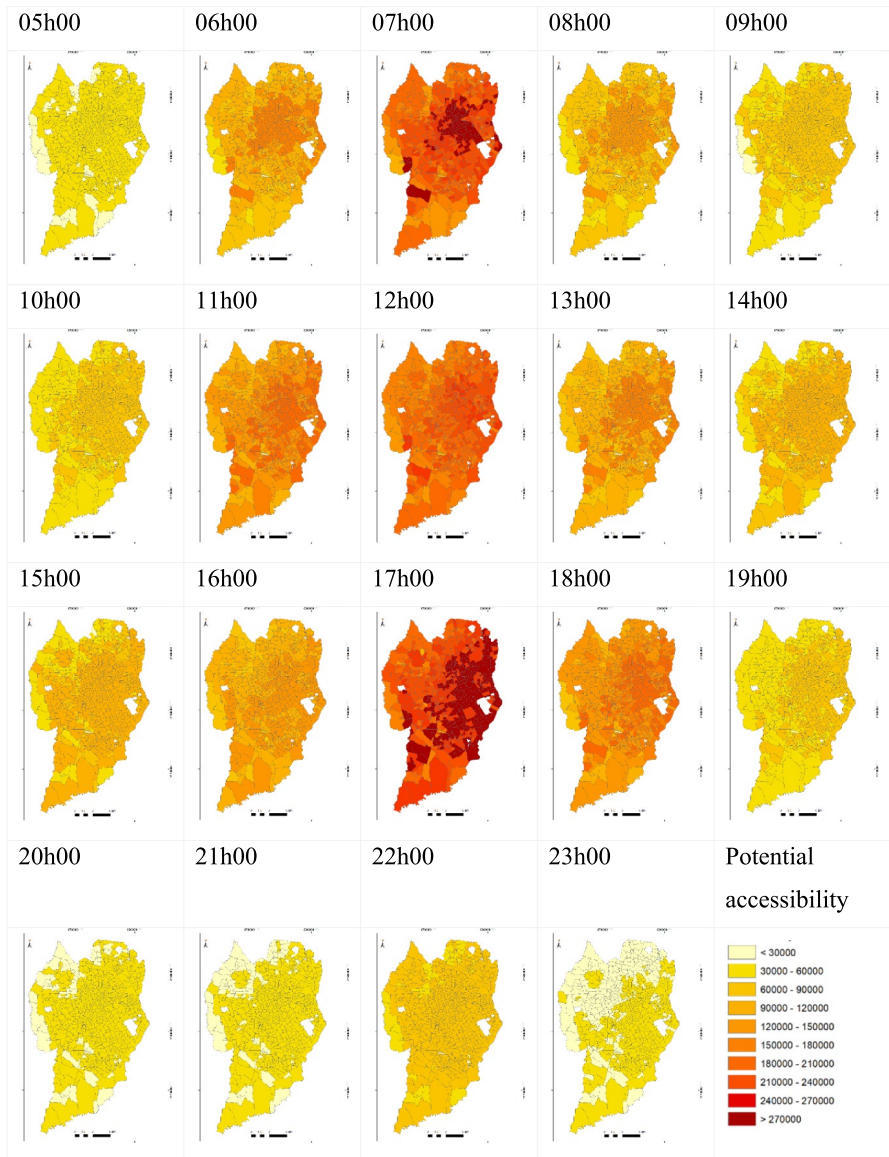 05h00 06h00 07h00 08h00 09h00
10h00 11h00 12h00 13h00 14h00
15h00 16h00 17h00 18h00 19h00
20h00 21h00 22h00 23h00 Potential
accessibility
< 30000
30000 - 60000
60000 - 90000
90000 - 120000
120000 - 150000
150000 - 180000
180000 - 210000
210000 - 240000
240000 - 270000
> 270000